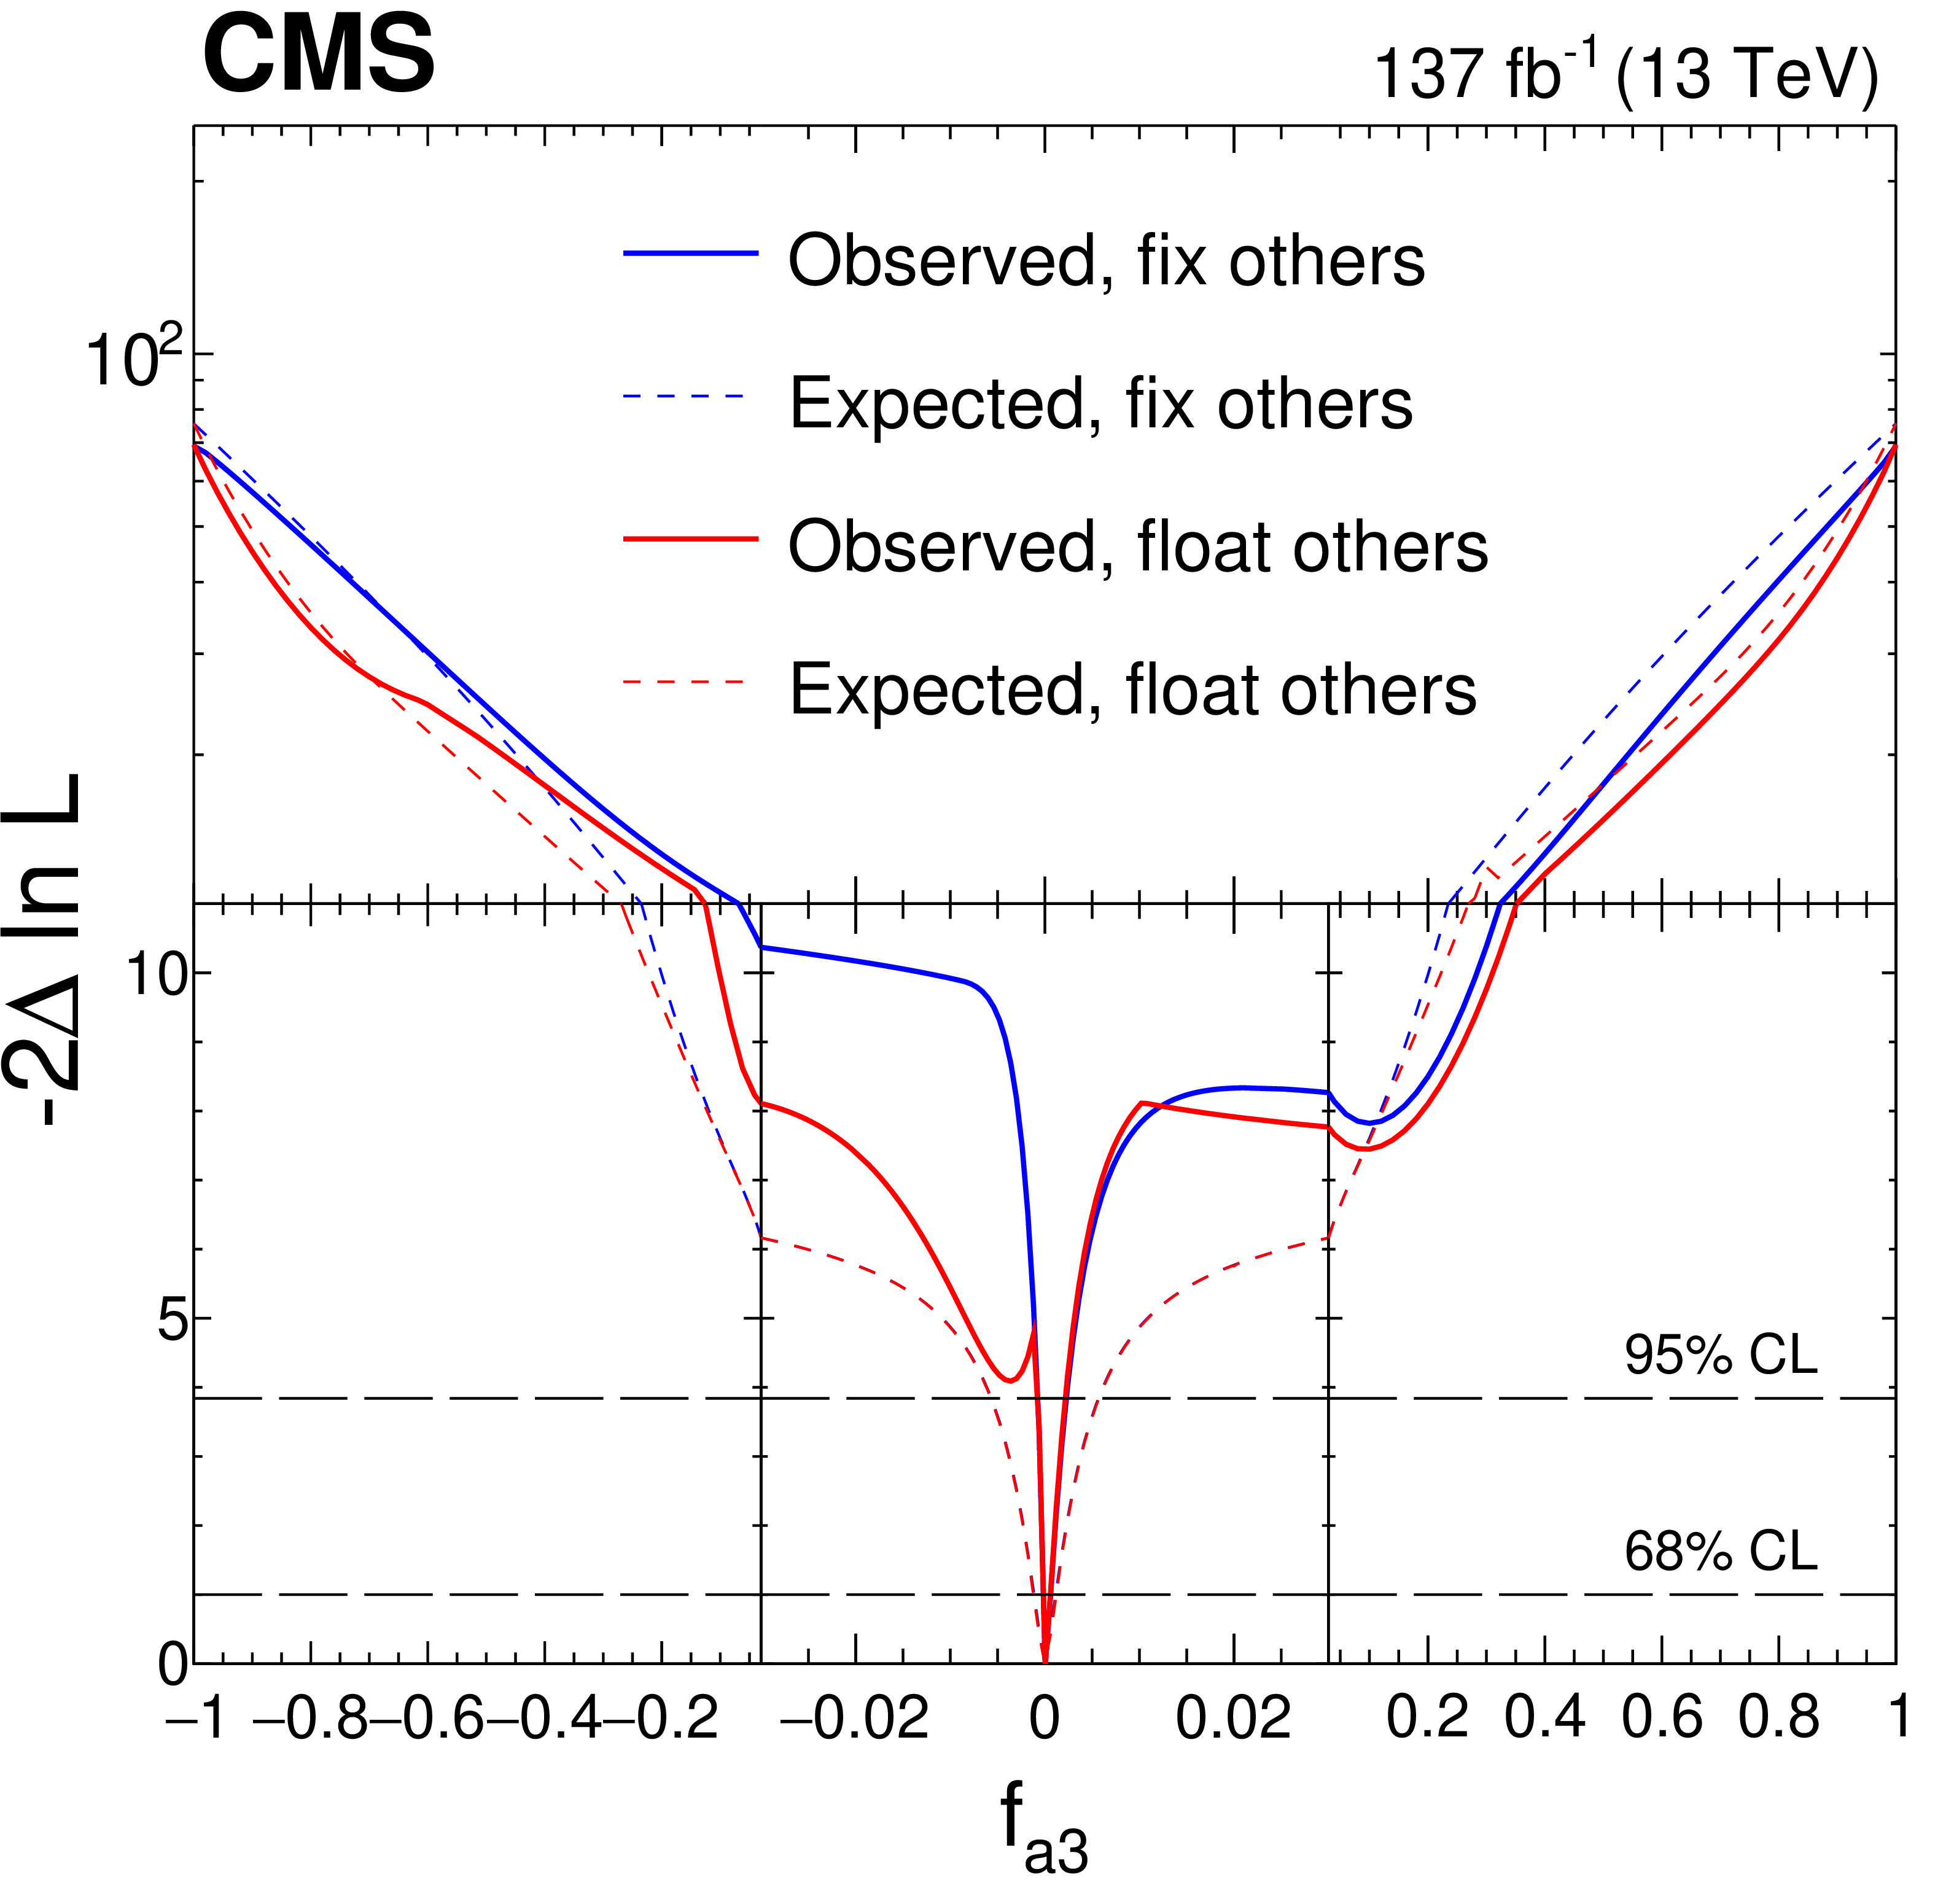 CMS
137 fb⁻¹ (13 TeV)
Observed, fix others
Expected, fix others
Observed, float others
Expected, float others
10²
10
5
0
-2Δ ln L
95% CL
68% CL
−1 −0.8 −0.6 −0.4 −0.2 −0.02 0 0.02 0.2 0.4 0.6 0.8 1
f_a3